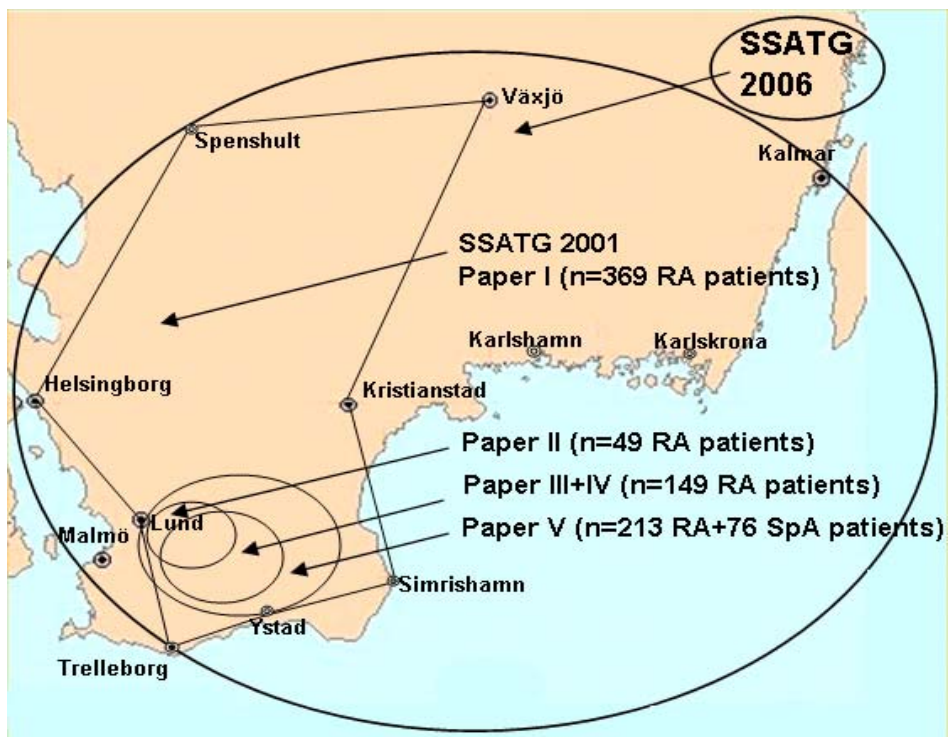 SSATG
2006
Växjö
Spenshult
Kalmar
SSATG 2001
Paper I (n=369 RA patients)
Karlshamn
Karlskrona
Helsingborg
Kristianstad
Paper II (n=49 RA patients)
Paper III+IV (n=149 RA patients)
Lund
Paper V (n=213 RA+76 SpA patients)
Malmö
Simrishamn
Ystad
Trelleborg